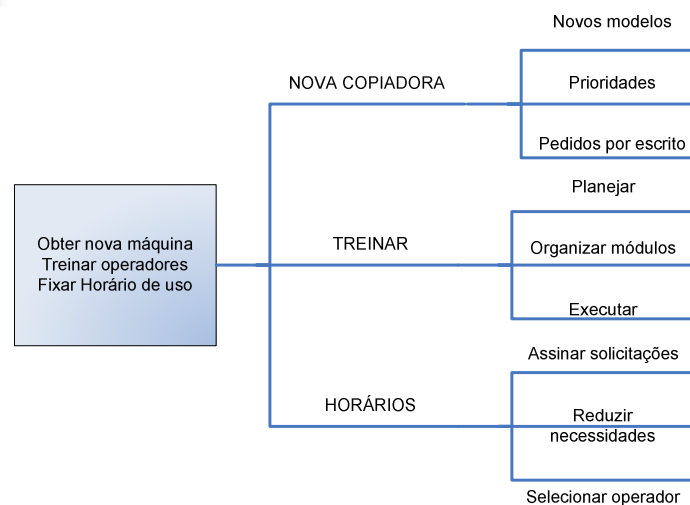 Novos modelos
NOVA COPIADORA
Prioridades
Pedidos por escrito
Planejar
Obter nova máquina
Treinar operadores
Fixar Horário de uso
TREINAR
Organizar módulos
Executar
Assinar solicitações
HORÁRIOS
Reduzir
necessidades
Selecionar operador